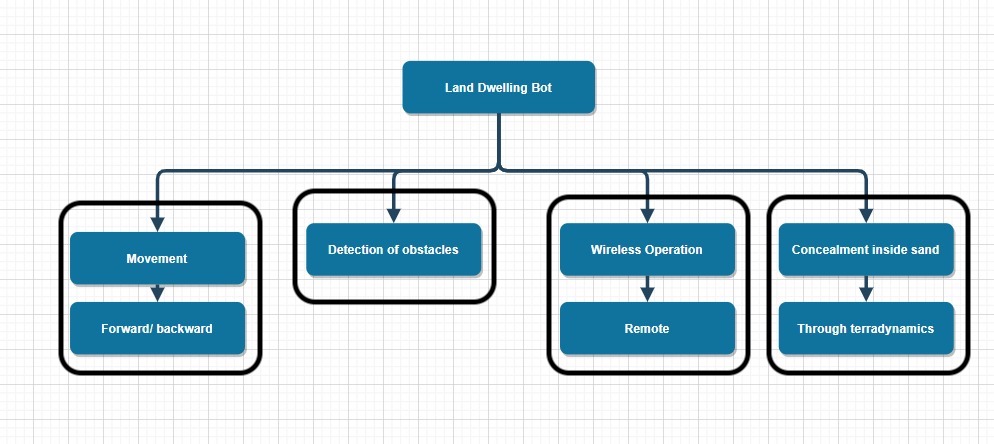 Land Dwelling Bot
Movement
Forward/ backward
Detection of obstacles
Wireless Operation
Remote
Concealment inside sand
Through terradynamics